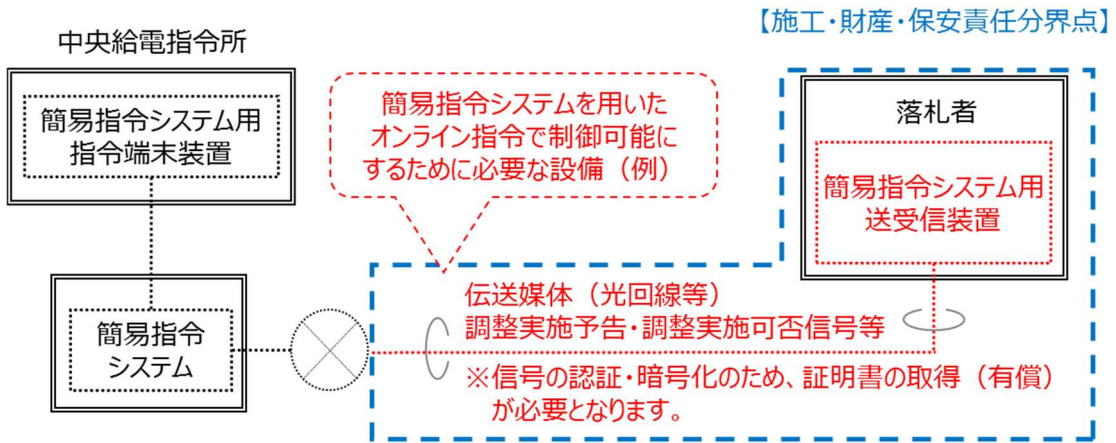 【施工・財産・保安責任分界点】
中央給電指令所
簡易指令システム用
指令端末装置
簡易指令システムを用いた
オンライン指令で制御可能に
するために必要な設備（例）
落札者
簡易指令システム用
送受信装置
簡易指令
システム
伝送媒体（光回線等）
調整実施予告・調整実施可否信号等
※信号の認証・暗号化のため、証明書の取得（有償）
が必要となります。